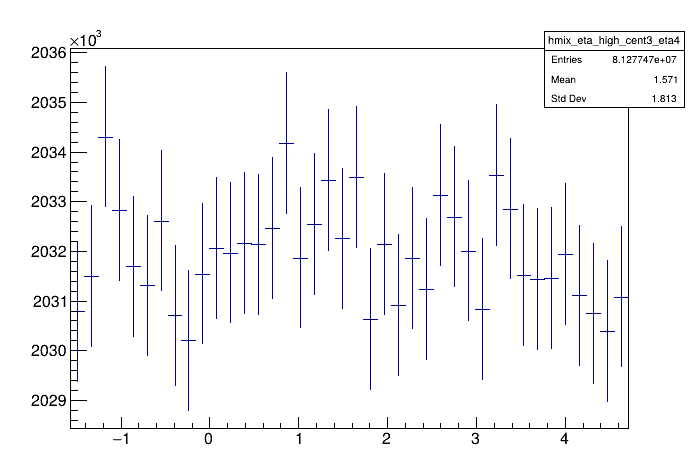 ×10³
hmix_eta_high_cent3_eta4
Entries 8.127747e+07
Mean 1.571
Std Dev 1.813
2036
2035
2034
2033
2032
2031
2030
2029
−1 0 1 2 3 4